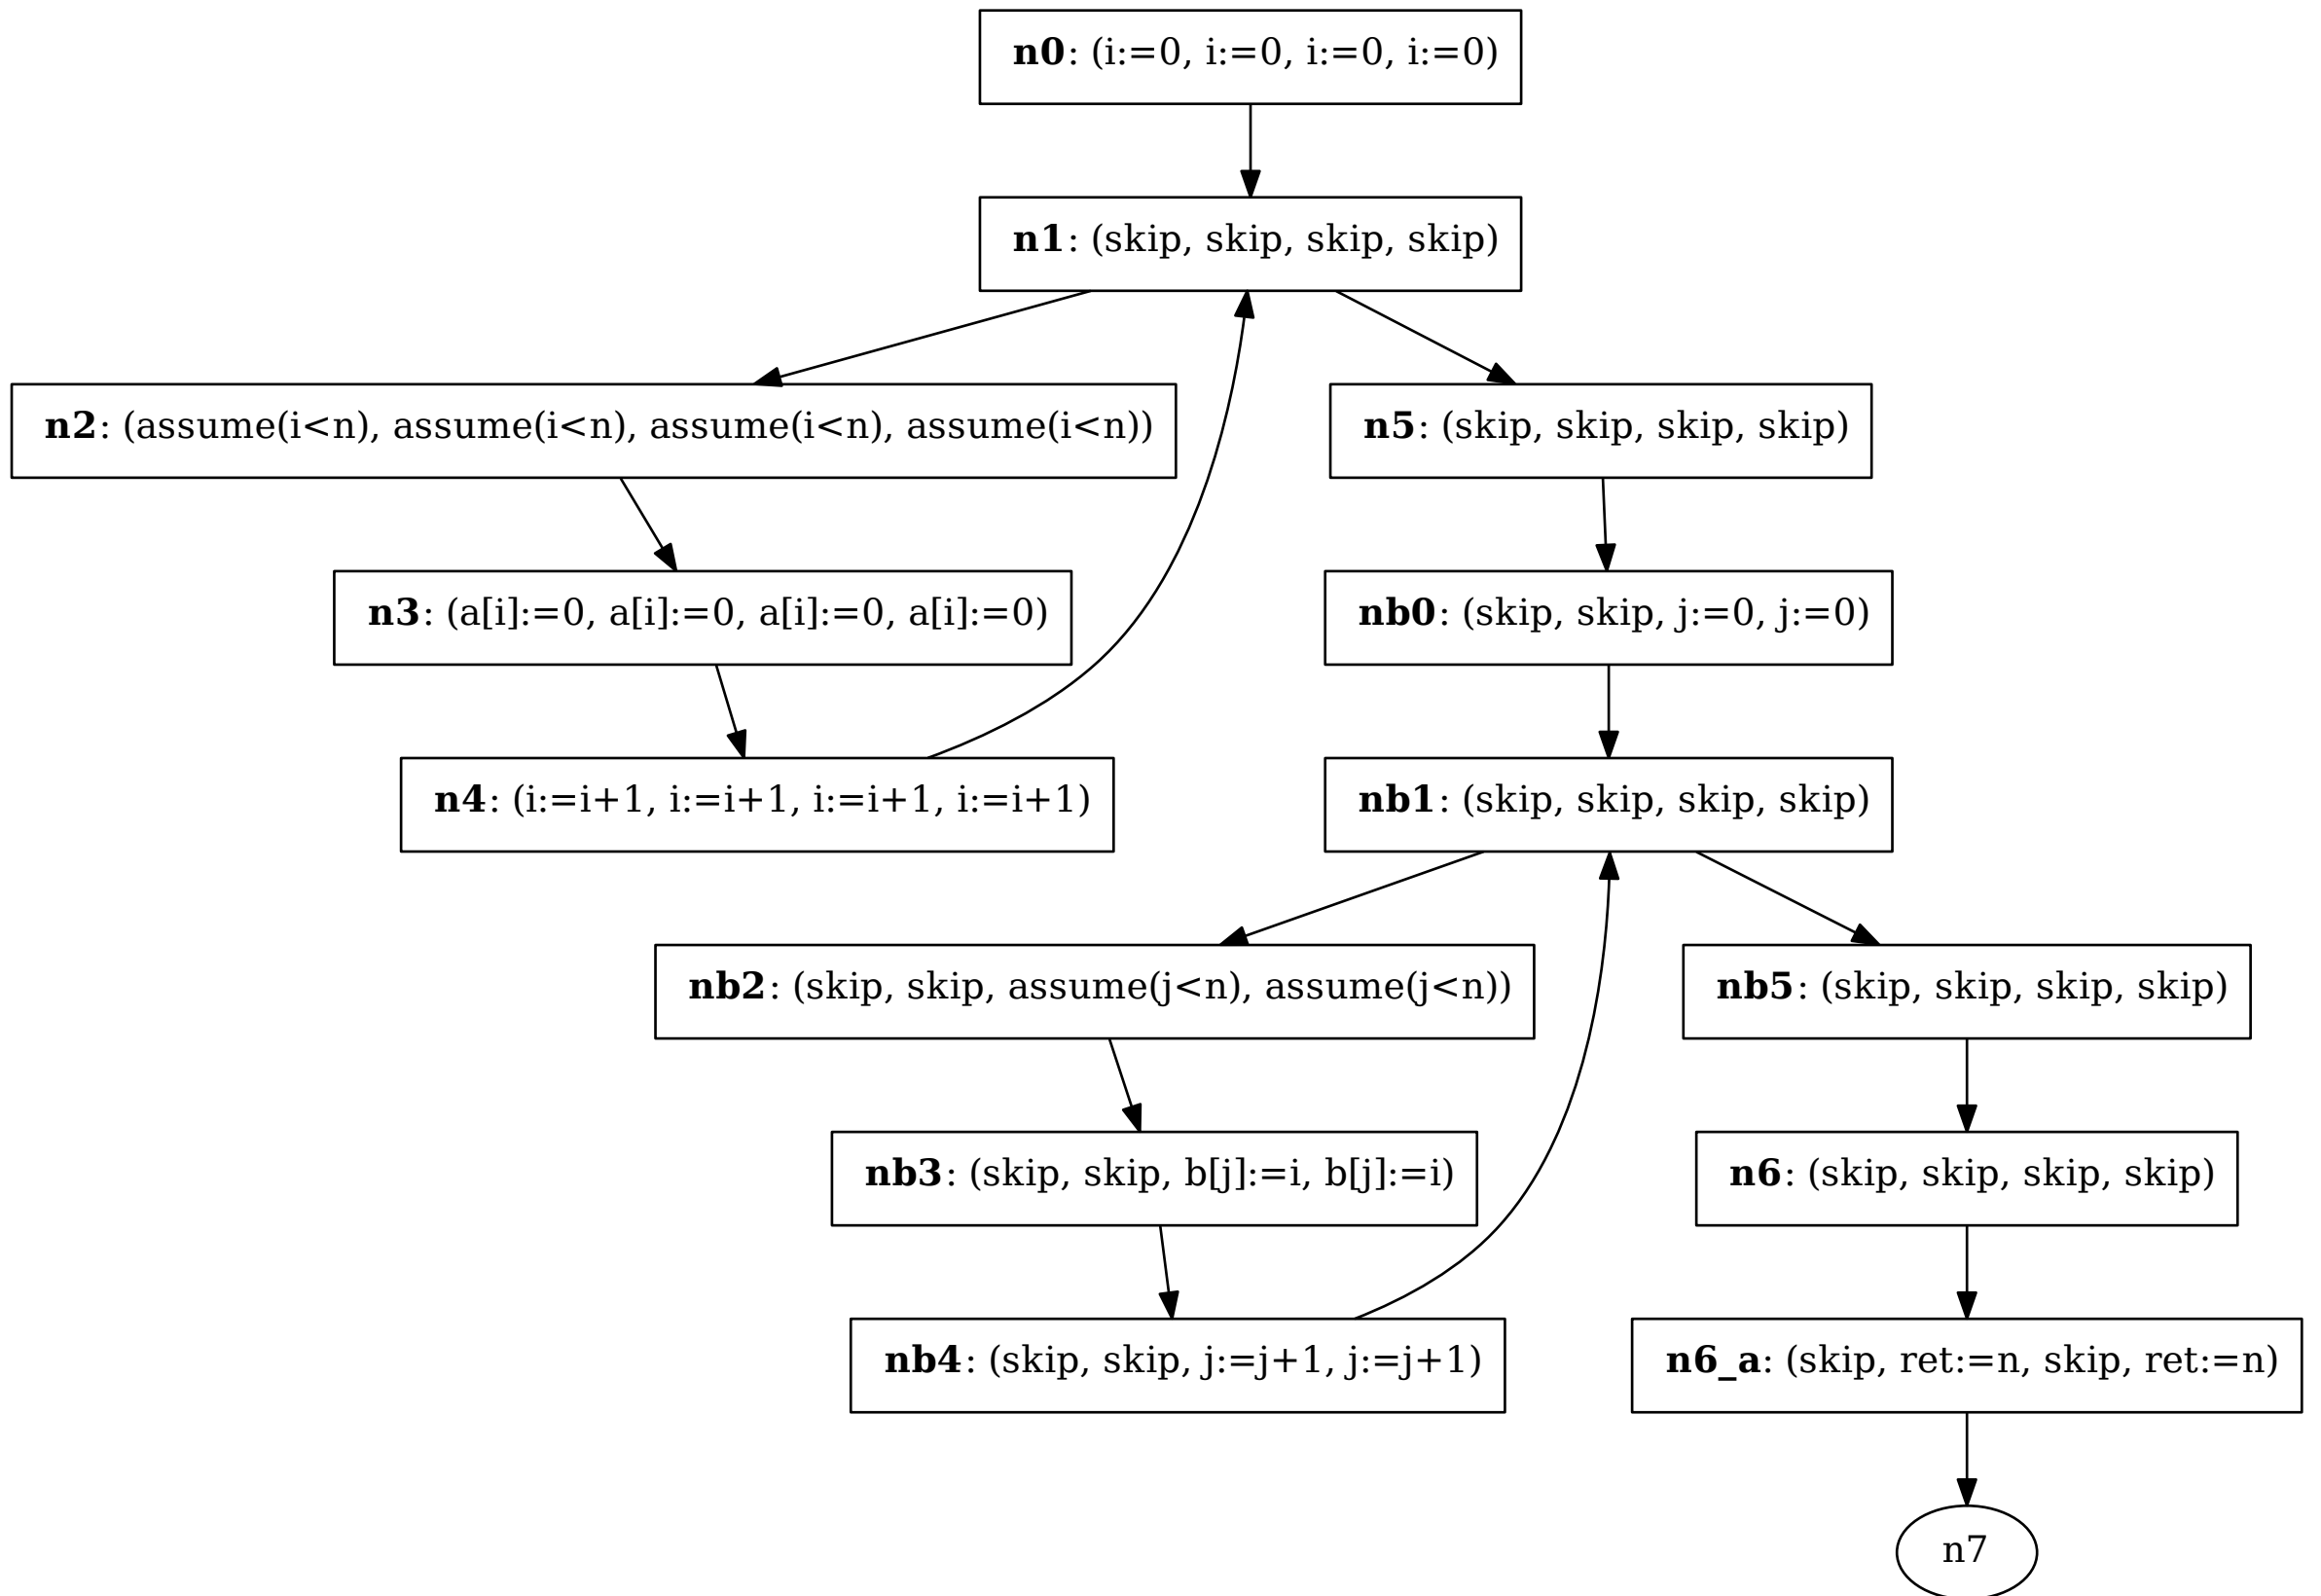 n0: (i:=0, i:=0, i:=0, i:=0)
n1: (skip, skip, skip, skip)
n2: (assume(i<n), assume(i<n), assume(i<n), assume(i<n))
n5: (skip, skip, skip, skip)
n3: (a[i]:=0, a[i]:=0, a[i]:=0, a[i]:=0)
nb0: (skip, skip, j:=0, j:=0)
n4: (i:=i+1, i:=i+1, i:=i+1, i:=i+1)
nb1: (skip, skip, skip, skip)
nb2: (skip, skip, assume(j<n), assume(j<n))
nb5: (skip, skip, skip, skip)
nb3: (skip, skip, b[j]:=i, b[j]:=i)
n6: (skip, skip, skip, skip)
nb4: (skip, skip, j:=j+1, j:=j+1)
n6_a: (skip, ret:=n, skip, ret:=n)
n7